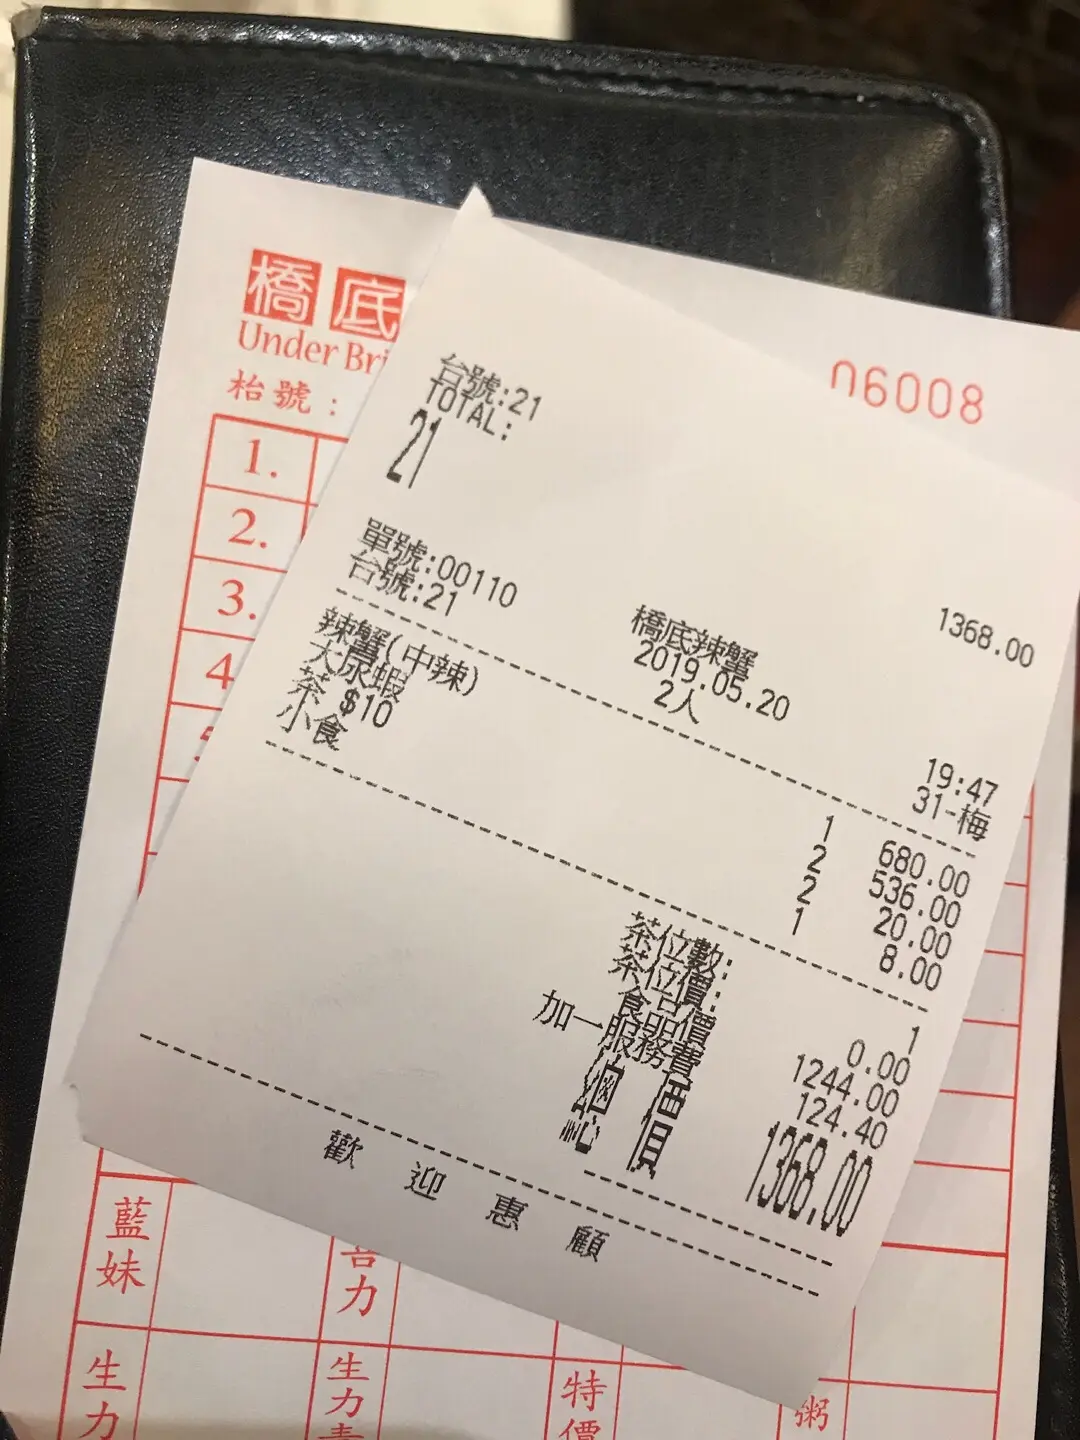 橋底
Under Bri
枱號：
n6008
1.
2.
3.
4
台號:21
TOTAL:
21
1368.00
單號:00110
橋底辣蟹
19:47
台號:21
2019.05.20
31-梅
2人
辣蟹(中辣) 1 680.00
大尿蝦 2 536.00
茶 $10 2 20.00
小食 1 8.00
茶位數: 1
茶位價: 0.00
食品價 1244.00
加一服務費 124.40
總 價 1368.00
歡 迎 惠 顧
藍妹
喜力
生力
生力
特價
粥